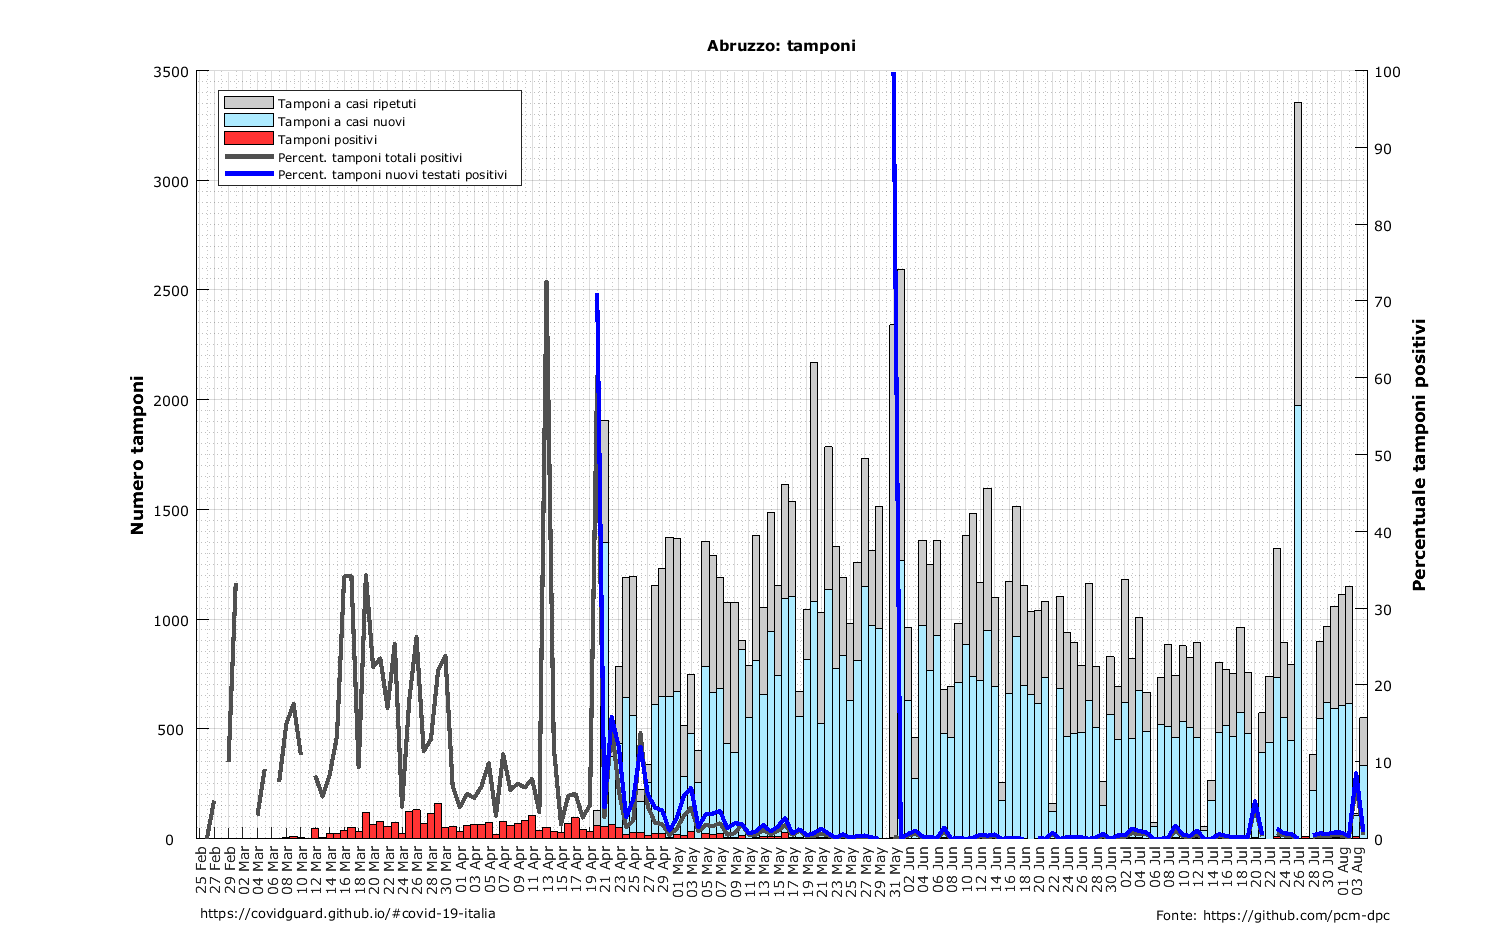 Abruzzo: tamponi
3500
3000
2500
2000
1500
1000
500
0
Numero tamponi
Tamponi a casi ripetuti
Tamponi a casi nuovi
Tamponi positivi
Percent. tamponi totali positivi
Percent. tamponi nuovi testati positivi
100
90
80
70
60
50
40
30
20
10
0
Percentuale tamponi positivi
25 Feb
27 Feb
29 Feb
02 Mar
04 Mar
06 Mar
08 Mar
10 Mar
12 Mar
14 Mar
16 Mar
18 Mar
20 Mar
22 Mar
24 Mar
26 Mar
28 Mar
30 Mar
01 Apr
03 Apr
05 Apr
07 Apr
09 Apr
11 Apr
13 Apr
15 Apr
17 Apr
19 Apr
21 Apr
23 Apr
25 Apr
27 Apr
29 Apr
01 May
03 May
05 May
07 May
09 May
11 May
13 May
15 May
17 May
19 May
21 May
23 May
25 May
27 May
29 May
31 May
02 Jun
04 Jun
06 Jun
08 Jun
10 Jun
12 Jun
14 Jun
16 Jun
18 Jun
20 Jun
22 Jun
24 Jun
26 Jun
28 Jun
30 Jun
02 Jul
04 Jul
06 Jul
08 Jul
10 Jul
12 Jul
14 Jul
16 Jul
18 Jul
20 Jul
22 Jul
24 Jul
26 Jul
28 Jul
30 Jul
01 Aug
03 Aug
https://covidguard.github.io/#covid-19-italia
Fonte: https://github.com/pcm-dpc